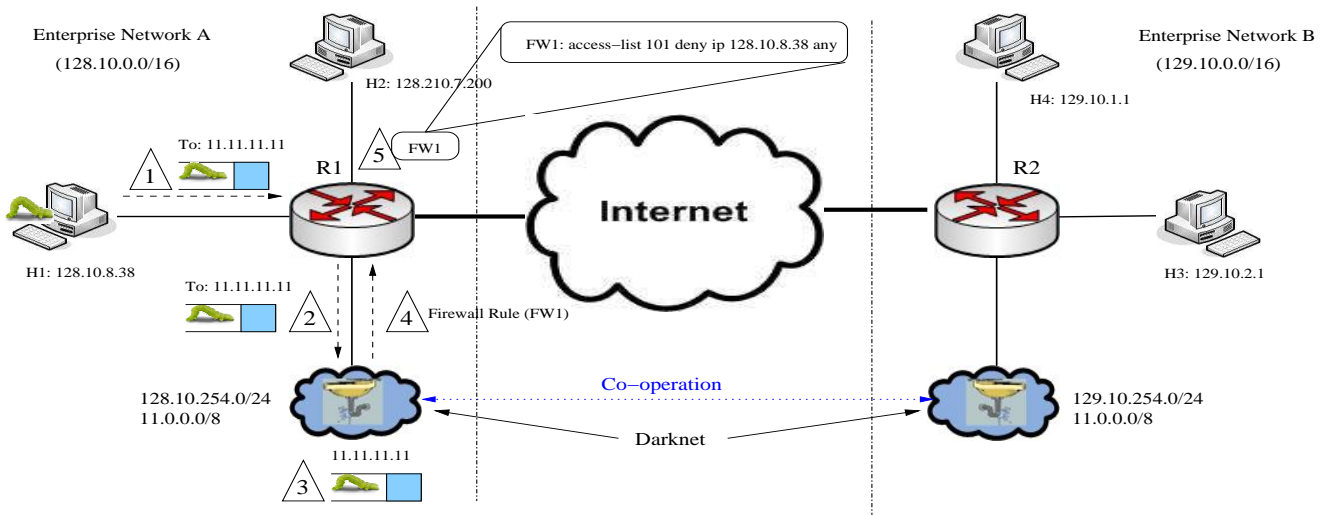 Enterprise Network A
(128.10.0.0/16)
H2: 128.210.7.200
FW1: access−list 101 deny ip 128.10.8.38 any
Enterprise Network B
(129.10.0.0/16)
H4: 129.10.1.1
To: 11.11.11.11
1
5
FW1
R1
R2
Internet
H1: 128.10.8.38
H3: 129.10.2.1
To: 11.11.11.11
2
4
Firewall Rule (FW1)
128.10.254.0/24
11.0.0.0/8
Co−operation
129.10.254.0/24
11.0.0.0/8
Darknet
11.11.11.11
3